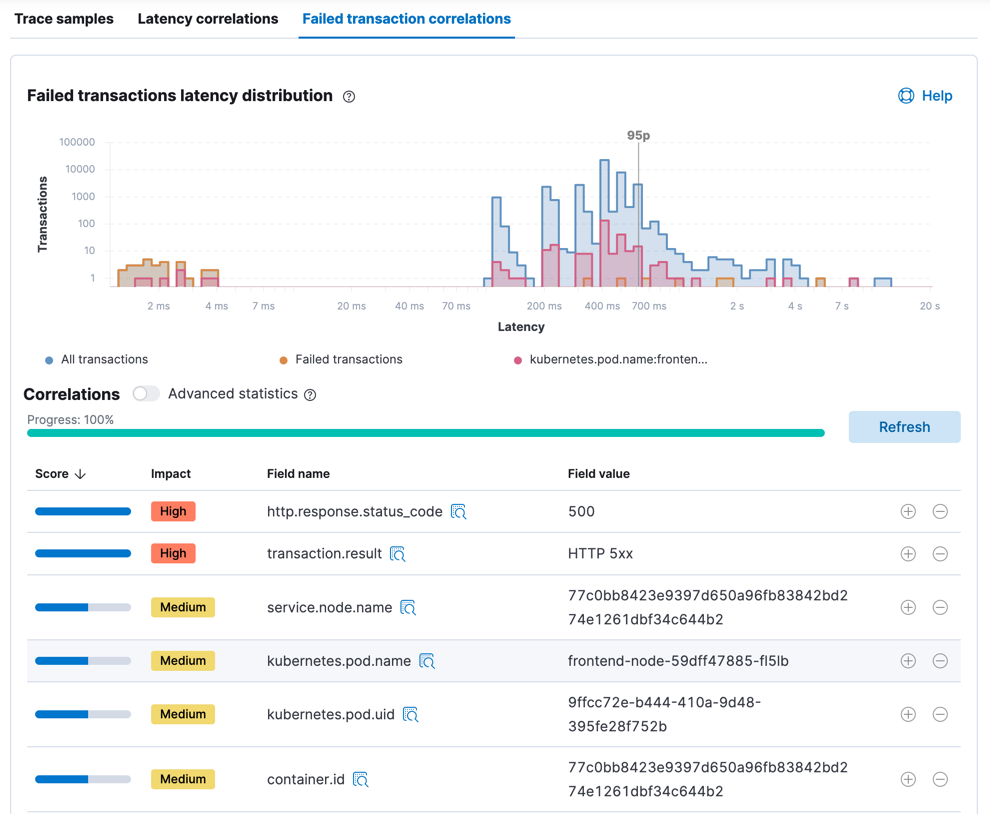 Trace samples Latency correlations Failed transaction correlations
Failed transactions latency distribution Help
95p
100000
10000
1000
100
10
1
Transactions
2 ms 4 ms 7 ms 20 ms 40 ms 70 ms 200 ms 400 ms 700 ms 2 s 4 s 7 s 20 s
Latency
All transactions Failed transactions kubernetes.pod.name:fronten...
Correlations Advanced statistics
Progress: 100%
Refresh
Score Impact Field name Field value
High http.response.status_code 500
High transaction.result HTTP 5xx
Medium service.node.name 77c0bb8423e9397d650a96fb83842bd2
74e1261dbf34c644b2
Medium kubernetes.pod.name frontend-node-59dff47885-fl5lb
Medium kubernetes.pod.uid 9ffcc72e-b444-410a-9d48-
395fe28f752b
Medium container.id 77c0bb8423e9397d650a96fb83842bd2
74e1261dbf34c644b2